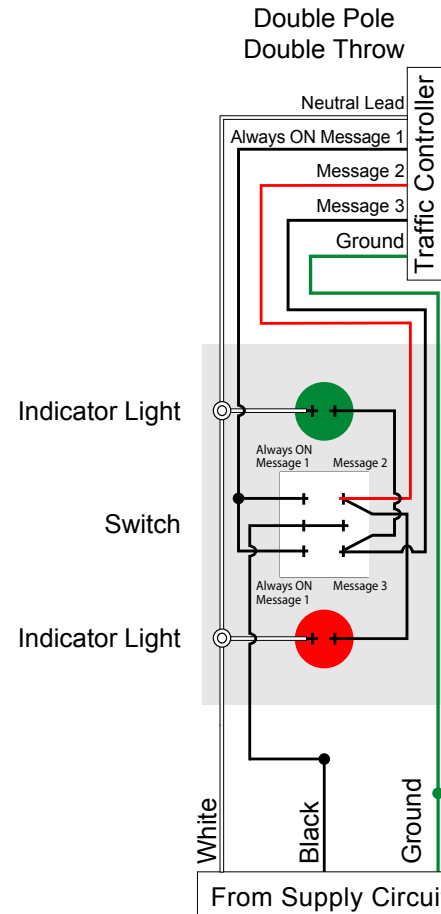 Double Pole
Double Throw
Neutral Lead
Always ON Message 1
Message 2
Message 3
Ground
Traffic Controller
Indicator Light
Always ON
Message 1
Message 2
Switch
Always ON
Message 1
Message 3
Indicator Light
White
Black
Ground
From Supply Circui